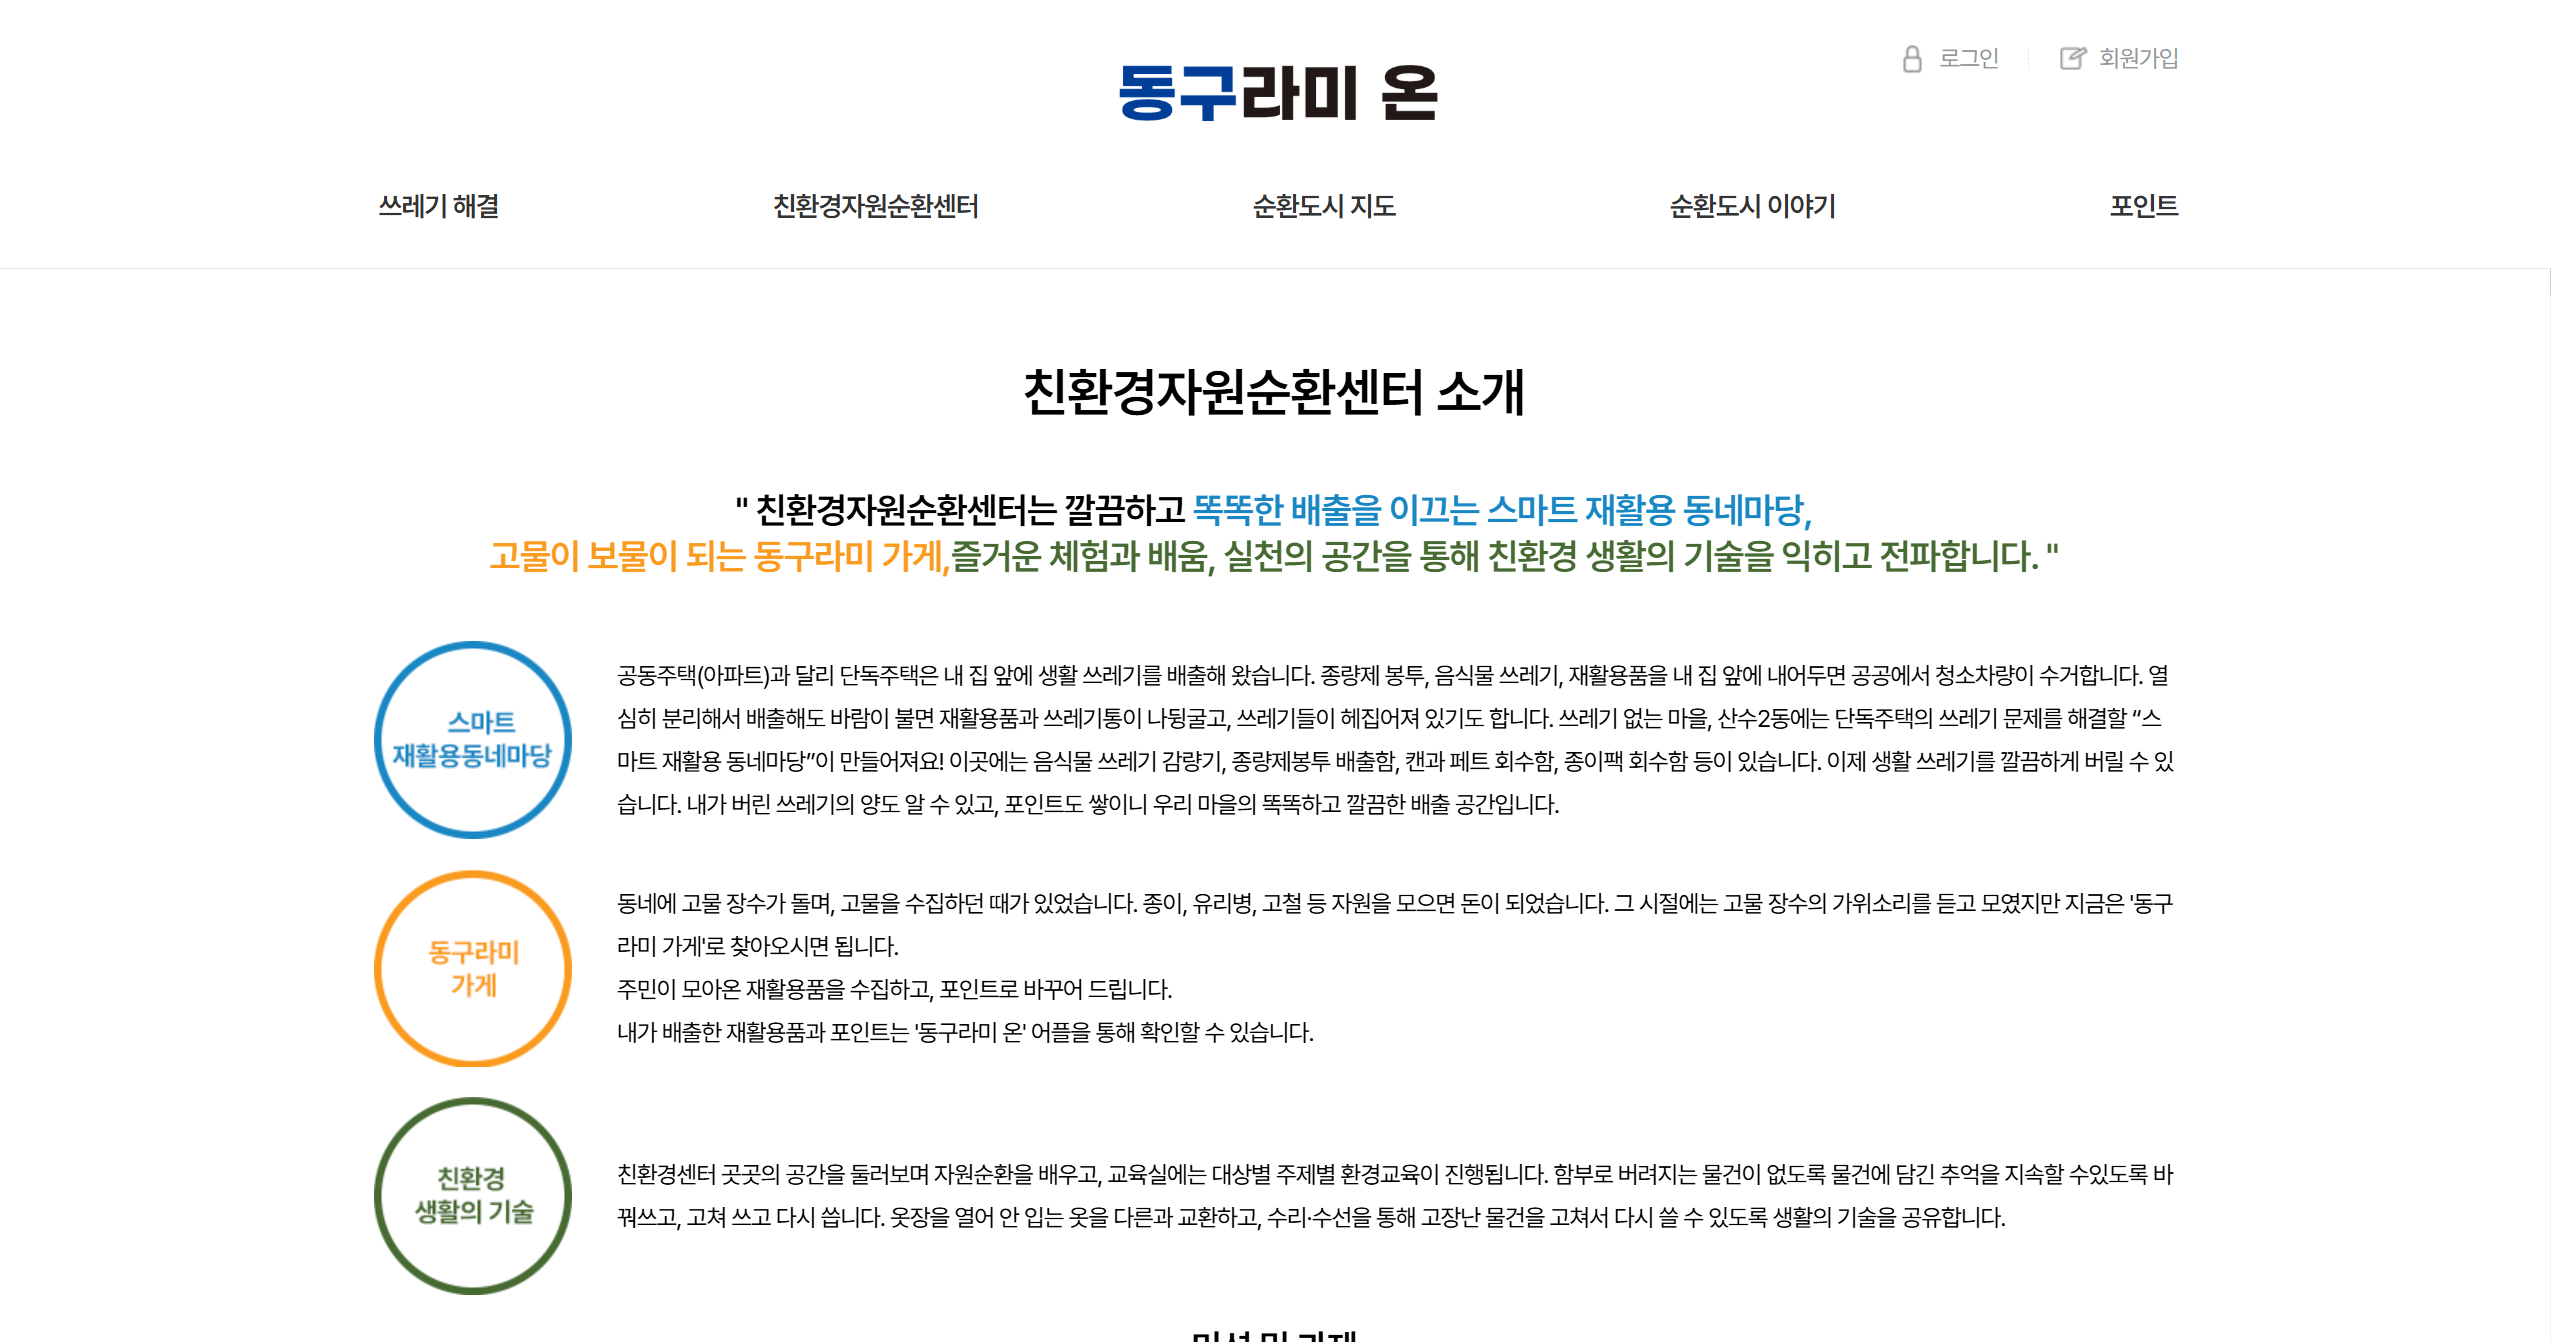 로그인
회원가입
동구라미 온
쓰레기 해결
친환경자원순환센터
순환도시 지도
순환도시 이야기
포인트
친환경자원순환센터 소개
" 친환경자원순환센터는 깔끔하고 똑똑한 배출을 이끄는 스마트 재활용 동네마당,
고물이 보물이 되는 동구라미 가게,즐거운 체험과 배움, 실천의 공간을 통해 친환경 생활의 기술을 익히고 전파합니다. "
스마트
재활용동네마당
공동주택(아파트)과 달리 단독주택은 내 집 앞에 생활 쓰레기를 배출해 왔습니다. 종량제 봉투, 음식물 쓰레기, 재활용품을 내 집 앞에 내어두면 공공에서 청소차량이 수거합니다. 열
심히 분리해서 배출해도 바람이 불면 재활용품과 쓰레기통이 나뒹굴고, 쓰레기들이 헤집어져 있기도 합니다. 쓰레기 없는 마을, 산수2동에는 단독주택의 쓰레기 문제를 해결할 “스
마트 재활용 동네마당”이 만들어져요! 이곳에는 음식물 쓰레기 감량기, 종량제봉투 배출함, 캔과 페트 회수함, 종이팩 회수함 등이 있습니다. 이제 생활 쓰레기를 깔끔하게 버릴 수 있
습니다. 내가 버린 쓰레기의 양도 알 수 있고, 포인트도 쌓이니 우리 마을의 똑똑하고 깔끔한 배출 공간입니다.
동구라미
가게
동네에 고물 장수가 돌며, 고물을 수집하던 때가 있었습니다. 종이, 유리병, 고철 등 자원을 모으면 돈이 되었습니다. 그 시절에는 고물 장수의 가위소리를 듣고 모였지만 지금은 '동구
라미 가게'로 찾아오시면 됩니다.
주민이 모아온 재활용품을 수집하고, 포인트로 바꾸어 드립니다.
내가 배출한 재활용품과 포인트는 '동구라미 온' 어플을 통해 확인할 수 있습니다.
친환경
생활의 기술
친환경센터 곳곳의 공간을 둘러보며 자원순환을 배우고, 교육실에는 대상별 주제별 환경교육이 진행됩니다. 함부로 버려지는 물건이 없도록 물건에 담긴 추억을 지속할 수있도록 바
꿔쓰고, 고쳐 쓰고 다시 씁니다. 옷장을 열어 안 입는 옷을 다른과 교환하고, 수리·수선을 통해 고장난 물건을 고쳐서 다시 쓸 수 있도록 생활의 기술을 공유합니다.